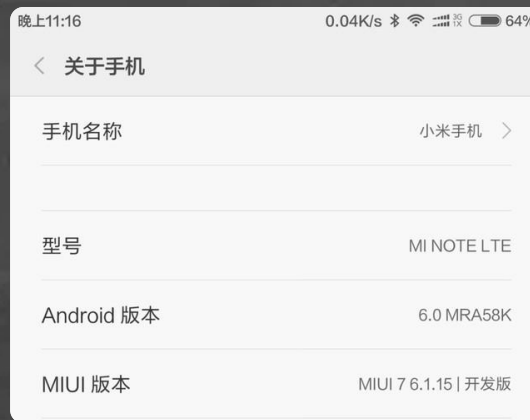 晚上11:16 0.04K/s 3G 1X 64%
关于手机
手机名称 小米手机
型号 MI NOTE LTE
Android 版本 6.0 MRA58K
MIUI 版本 MIUI 7 6.1.15 | 开发版